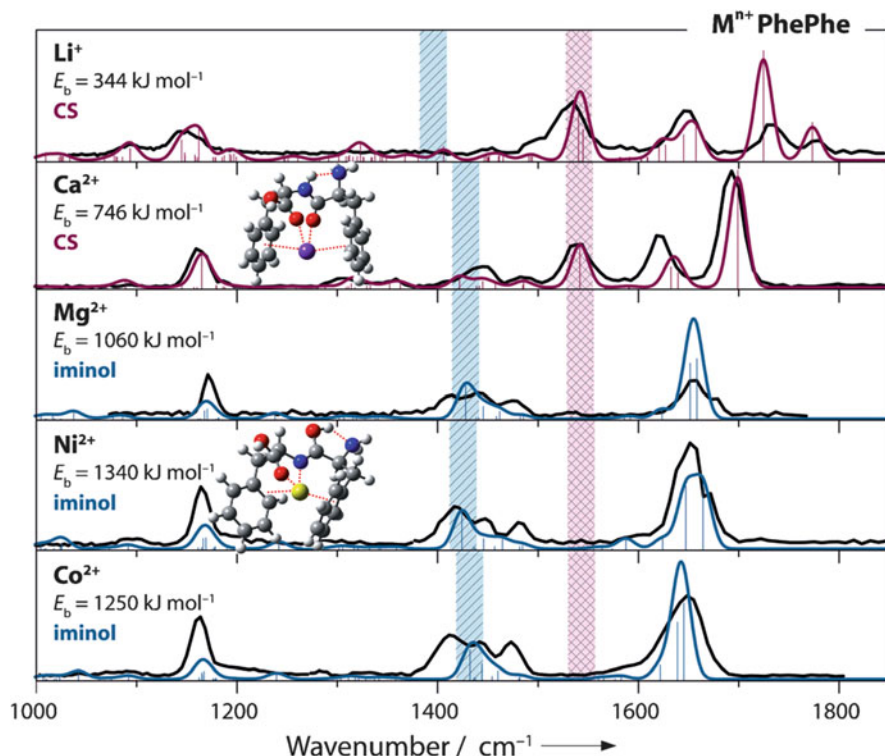 Mⁿ⁺ PhePhe
Li⁺
E_b = 344 kJ mol⁻¹
CS
Ca²⁺
E_b = 746 kJ mol⁻¹
CS
Mg²⁺
E_b = 1060 kJ mol⁻¹
iminol
Ni²⁺
E_b = 1340 kJ mol⁻¹
iminol
Co²⁺
E_b = 1250 kJ mol⁻¹
iminol
1000 1200 1400 1600 1800
Wavenumber / cm⁻¹ ⟶